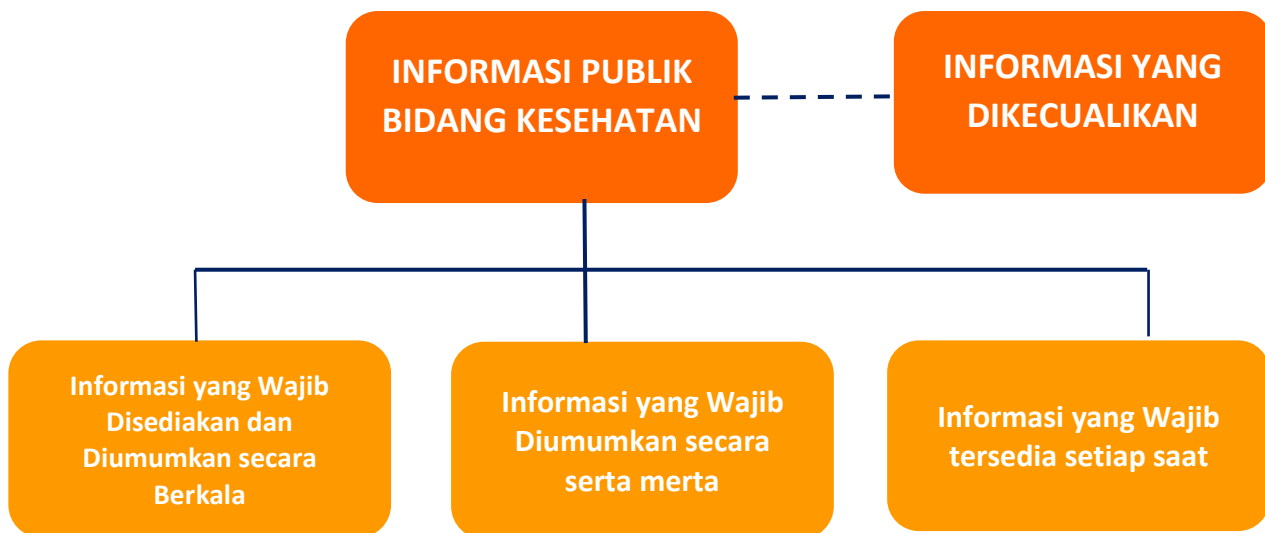 INFORMASI PUBLIK
BIDANG KESEHATAN
INFORMASI YANG
DIKECUALIKAN
Informasi yang Wajib
Disediakan dan
Diumumkan secara
Berkala
Informasi yang Wajib
Diumumkan secara
serta merta
Informasi yang Wajib
tersedia setiap saat